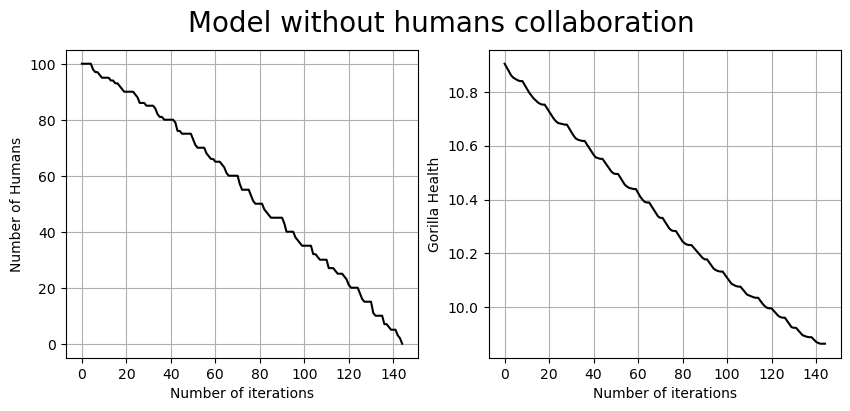 Model without humans collaboration
Number of Humans
100
80
60
40
20
0
0 20 40 60 80 100 120 140
Number of iterations
Gorilla Health
10.8
10.6
10.4
10.2
10.0
0 20 40 60 80 100 120 140
Number of iterations